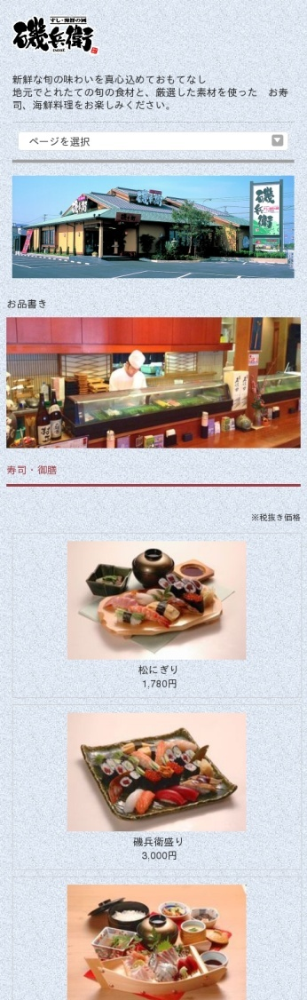 すし・海鮮の國
磯兵衛
ISOBE
新鮮な旬の味わいを真心込めておもてなし
地元でとれたての旬の食材と、厳選した素材を使った　お寿
司、海鮮料理をお楽しみください。
ページを選択
磯兵衛
お品書き
寿司・御膳
※税抜き価格
松にぎり
1,780円
磯兵衛盛り
3,000円